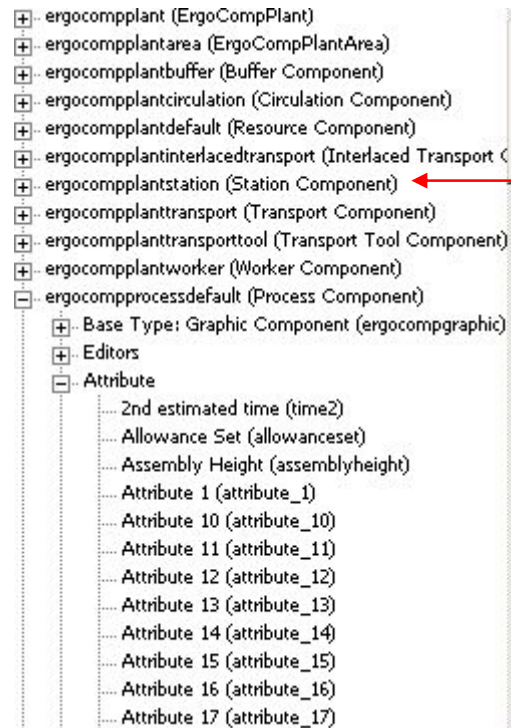 ergocompplant (ErgoCompPlant)
ergocompplantarea (ErgoCompPlantArea)
ergocompplantbuffer (Buffer Component)
ergocompplantcirculation (Circulation Component)
ergocompplantdefault (Resource Component)
ergocompplantinterlacedtransport (Interlaced Transport
ergocompplantstation (Station Component)
ergocompplanttransport (Transport Component)
ergocompplanttransporttool (Transport Tool Component)
ergocompplantworker (Worker Component)
ergocompprocessdefault (Process Component)
Base Type: Graphic Component (ergocompgraphic)
Editors
Attribute
2nd estimated time (time2)
Allowance Set (allowanceset)
Assembly Height (assemblyheight)
Attribute 1 (attribute_1)
Attribute 10 (attribute_10)
Attribute 11 (attribute_11)
Attribute 12 (attribute_12)
Attribute 13 (attribute_13)
Attribute 14 (attribute_14)
Attribute 15 (attribute_15)
Attribute 16 (attribute_16)
Attribute 17 (attribute_17)